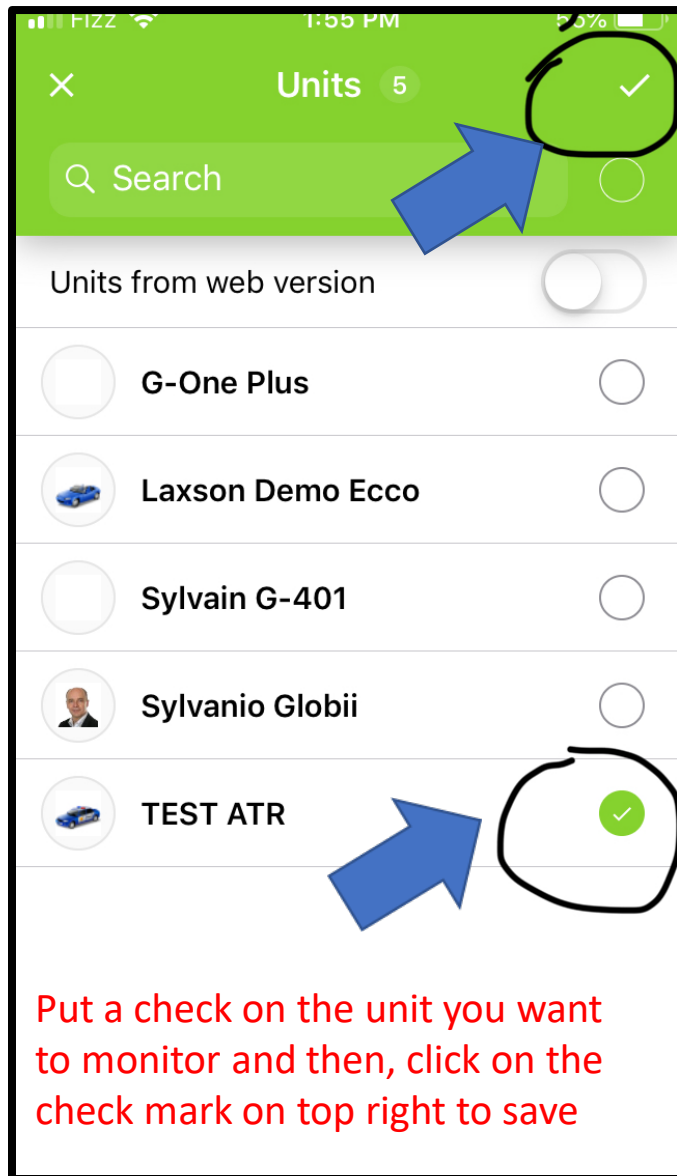 Fizz 1:55 PM 53%
Units 5
Search
Units from web version
G-One Plus
Laxson Demo Ecco
Sylvain G-401
Sylvanio Globii
TEST ATR
Put a check on the unit you want
to monitor and then, click on the
check mark on top right to save